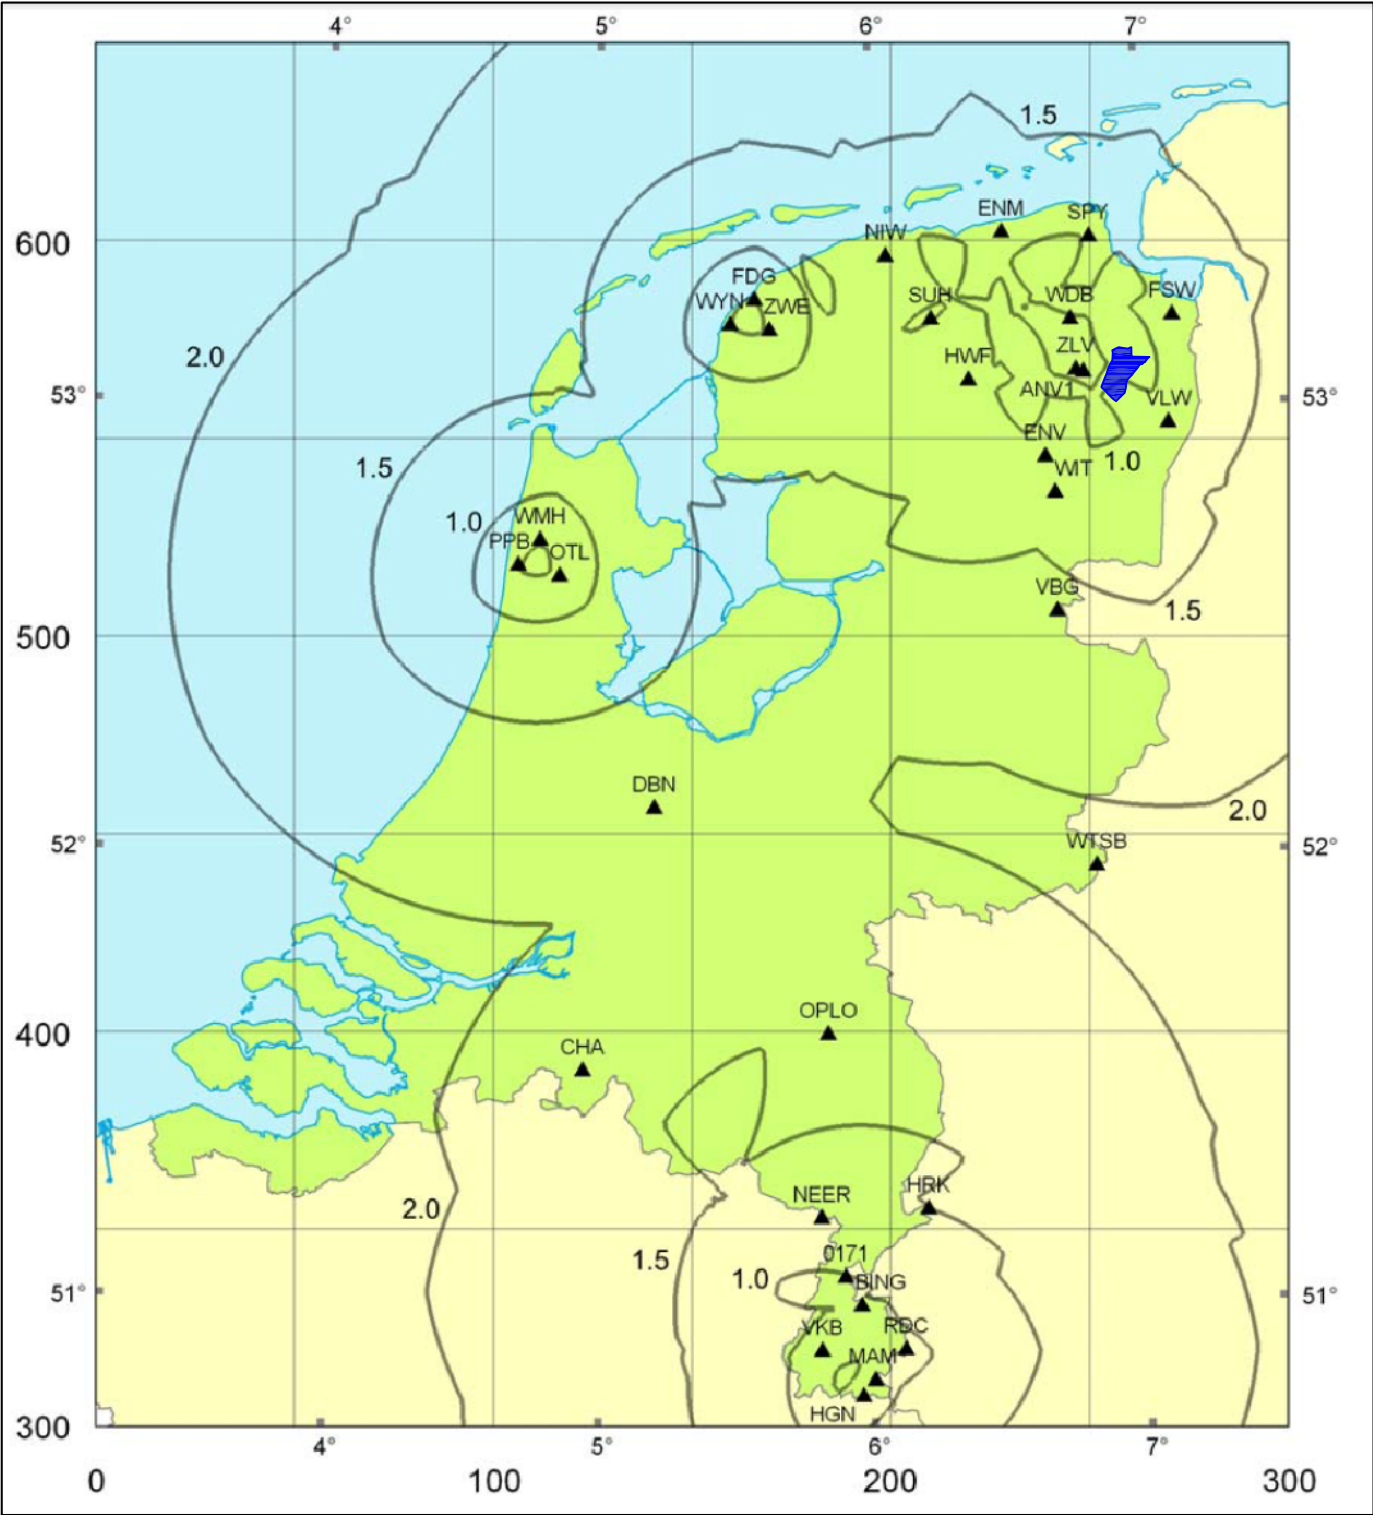 4° 5° 6° 7°
1.5
ENM SPY
600 NIW
FDG
WYN ZWE SUH WDB FSW
2.0 HWF ZLV
53° ANV1 VLW 53°
ENV
1.5 WIT 1.0
1.0 WMH
PPB OTL
VBG
1.5
500
DBN
2.0
52° WTSB 52°
OPLO
400
CHA
NEER HRK
2.0
0171
1.5 1.0 BING
51° 51°
VKB RDC
MAM
HGN
300
4° 5° 6° 7°
0 100 200 300